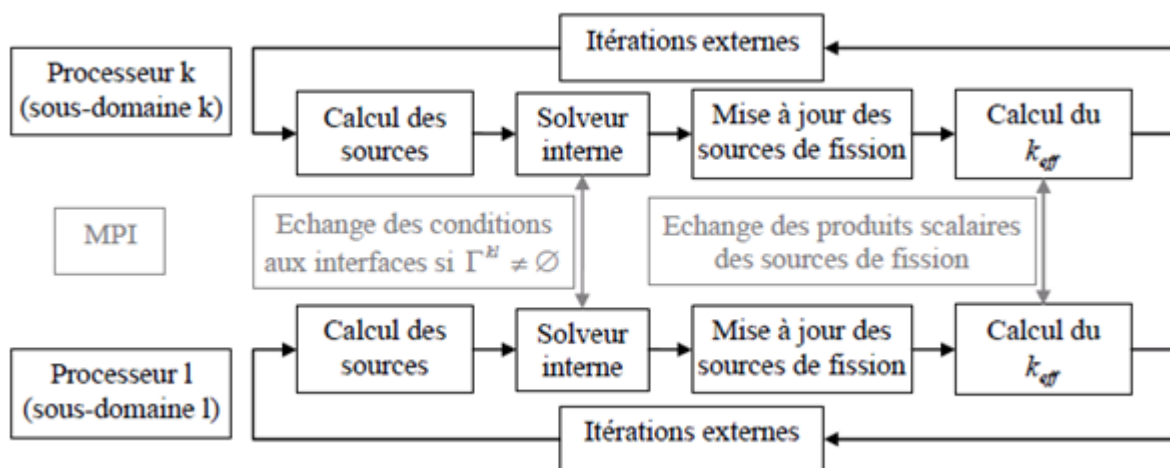 Itérations externes
Processeur k
(sous-domaine k)
Calcul des
sources
Solveur
interne
Mise à jour des
sources de fission
Calcul du
k_eff
MPI
Echange des conditions
aux interfaces si Γ^kl ≠ ∅
Echange des produits scalaires
des sources de fission
Processeur l
(sous-domaine l)
Calcul des
sources
Solveur
interne
Mise à jour des
sources de fission
Calcul du
k_eff
Itérations externes